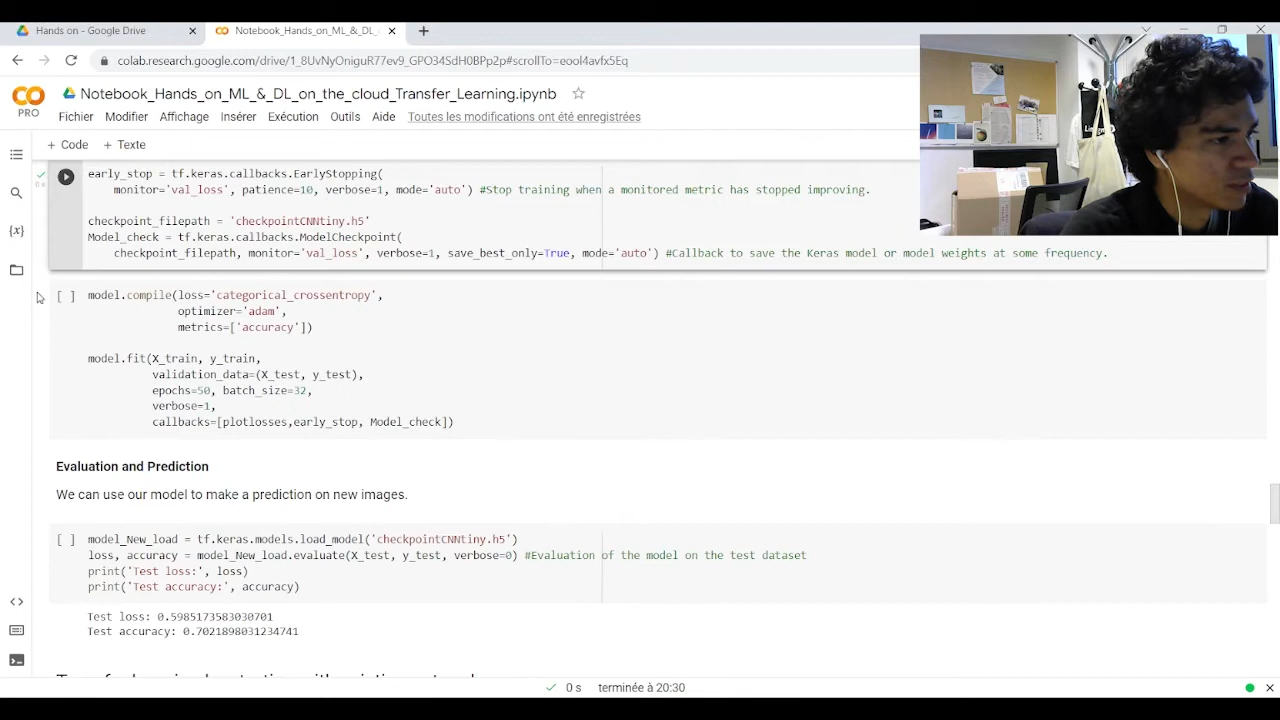 Hands on - Google Drive
Notebook_Hands_on_ML_&_DL_
colab.research.google.com/drive/1_8UvNyOniguR77ev9_GPO34SdH0BPp2p#scrollTo=eooI4avfx5Eq
PRO
Notebook_Hands_on_ML_&_DL_on_the_cloud_Transfer_Learning.ipynb
Fichier Modifier Affichage Insérer Exécution Outils Aide Toutes les modifications ont été enregistrées
+ Code + Texte
0 s
early_stop = tf.keras.callbacks.EarlyStopping(
monitor='val_loss', patience=10, verbose=1, mode='auto') #Stop training when a monitored metric has stopped improving.
checkpoint_filepath = 'checkpointCNNtiny.h5'
Model_check = tf.keras.callbacks.ModelCheckpoint(
checkpoint_filepath, monitor='val_loss', verbose=1, save_best_only=True, mode='auto') #Callback to save the Keras model or model weights at some frequency.
{x}
[ ] model.compile(loss='categorical_crossentropy',
optimizer='adam',
metrics=['accuracy'])
model.fit(X_train, y_train,
validation_data=(X_test, y_test),
epochs=50, batch_size=32,
verbose=1,
callbacks=[plotlosses,early_stop, Model_check])
Evaluation and Prediction
We can use our model to make a prediction on new images.
[ ] model_New_load = tf.keras.models.load_model('checkpointCNNtiny.h5')
loss, accuracy = model_New_load.evaluate(X_test, y_test, verbose=0) #Evaluation of the model on the test dataset
print('Test loss:', loss)
print('Test accuracy:', accuracy)
Test loss: 0.5985173583030701
Test accuracy: 0.7021898031234741
0 s terminée à 20:30